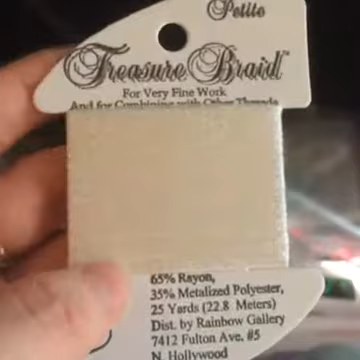 Petite
Treasure Braid™
For Very Fine Work
And for Combining with Other Threads
65% Rayon,
35% Metalized Polyester,
25 Yards (22.8 Meters)
Dist. by Rainbow Gallery
7412 Fulton Ave. #5
N. Hollywood